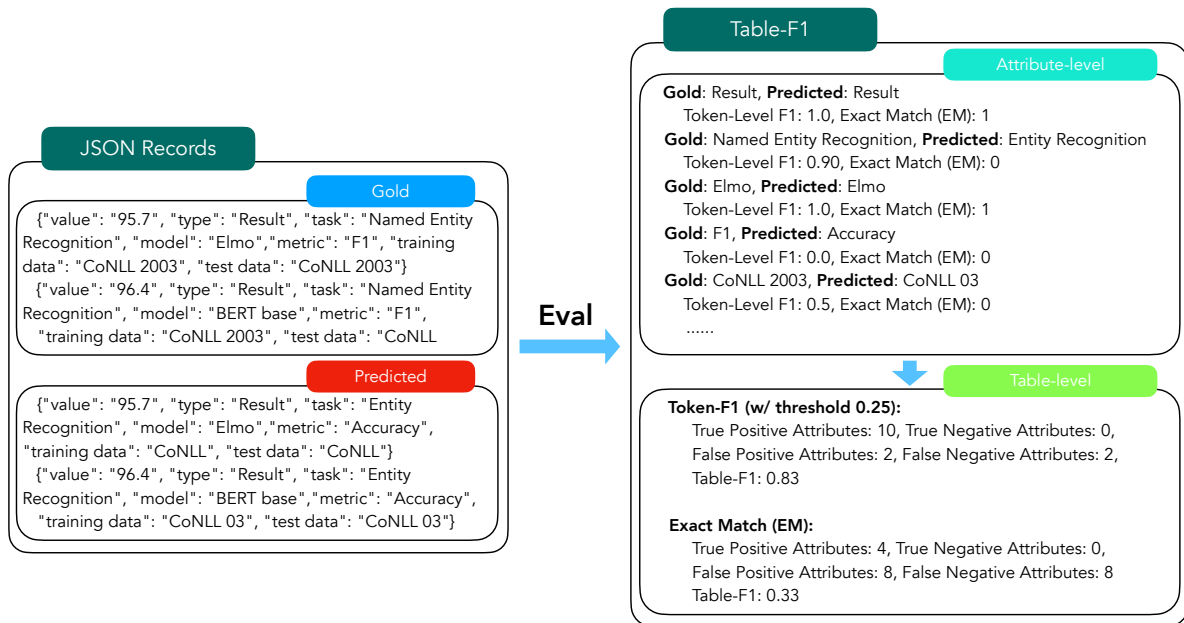 JSON Records
Gold
{"value": "95.7", "type": "Result", "task": "Named Entity
Recognition", "model": "Elmo","metric": "F1", "training
data": "CoNLL 2003", "test data": "CoNLL 2003"}
{"value": "96.4", "type": "Result", "task": "Named Entity
Recognition", "model": "BERT base","metric": "F1",
"training data": "CoNLL 2003", "test data": "CoNLL
Predicted
{"value": "95.7", "type": "Result", "task": "Entity
Recognition", "model": "Elmo","metric": "Accuracy",
"training data": "CoNLL", "test data": "CoNLL"}
{"value": "96.4", "type": "Result", "task": "Entity
Recognition", "model": "BERT base","metric": "Accuracy",
"training data": "CoNLL 03", "test data": "CoNLL 03"}
Eval
Table-F1
Attribute-level
Gold: Result, Predicted: Result
Token-Level F1: 1.0, Exact Match (EM): 1
Gold: Named Entity Recognition, Predicted: Entity Recognition
Token-Level F1: 0.90, Exact Match (EM): 0
Gold: Elmo, Predicted: Elmo
Token-Level F1: 1.0, Exact Match (EM): 1
Gold: F1, Predicted: Accuracy
Token-Level F1: 0.0, Exact Match (EM): 0
Gold: CoNLL 2003, Predicted: CoNLL 03
Token-Level F1: 0.5, Exact Match (EM): 0
......
Table-level
Token-F1 (w/ threshold 0.25):
True Positive Attributes: 10, True Negative Attributes: 0,
False Positive Attributes: 2, False Negative Attributes: 2,
Table-F1: 0.83
Exact Match (EM):
True Positive Attributes: 4, True Negative Attributes: 0,
False Positive Attributes: 8, False Negative Attributes: 8
Table-F1: 0.33